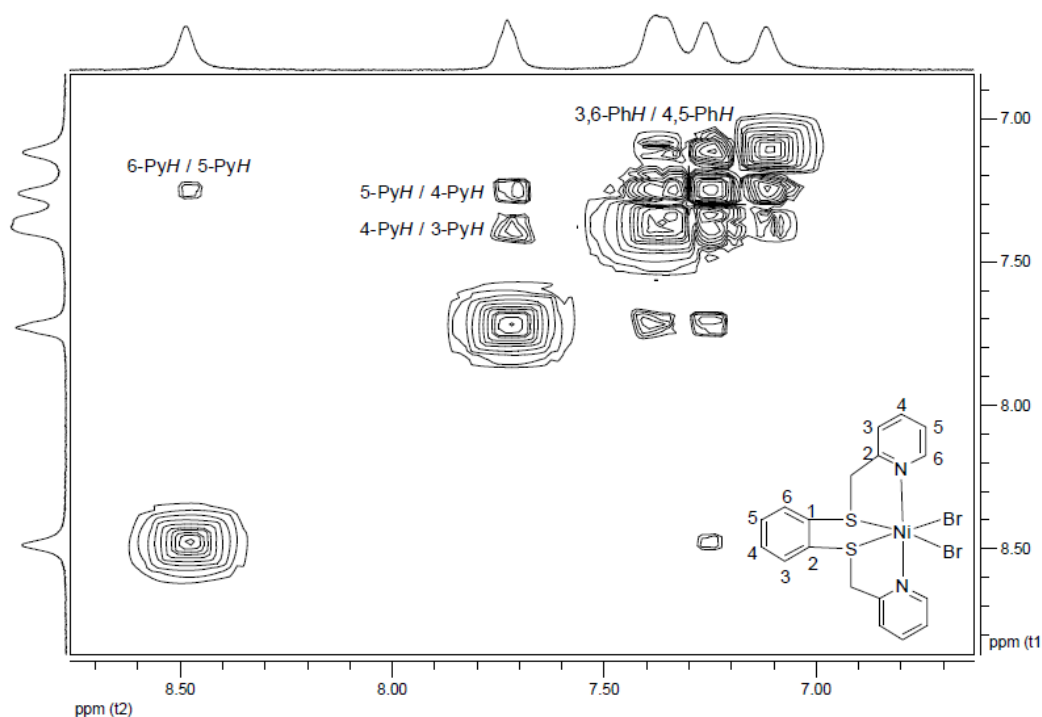 3,6-PhH / 4,5-PhH
7.00
6-PyH / 5-PyH
5-PyH / 4-PyH
4-PyH / 3-PyH
7.50
8.00
4
3
5
2
6
N
6
1
5
S
Br
Ni
4
S
Br
2
3
N
8.50
ppm (t1
8.50
8.00
7.50
7.00
ppm (t2)